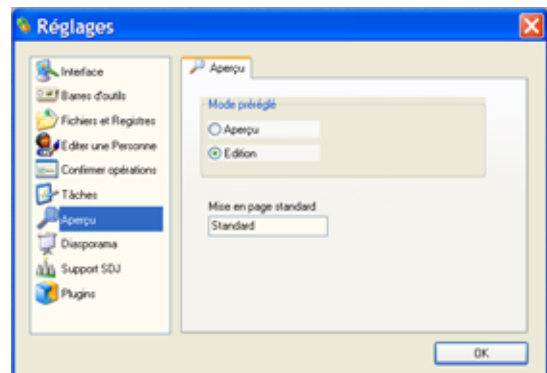 Réglages
Interface
Barres d'outils
Fichiers et Registres
Editer une Personne
Confirmer opérations
Tâches
Aperçu
Diasporama
Support SDJ
Plugins
Aperçu
Mode préréglé
Aperçu
Edition
Mise en page standard
Standard
OK